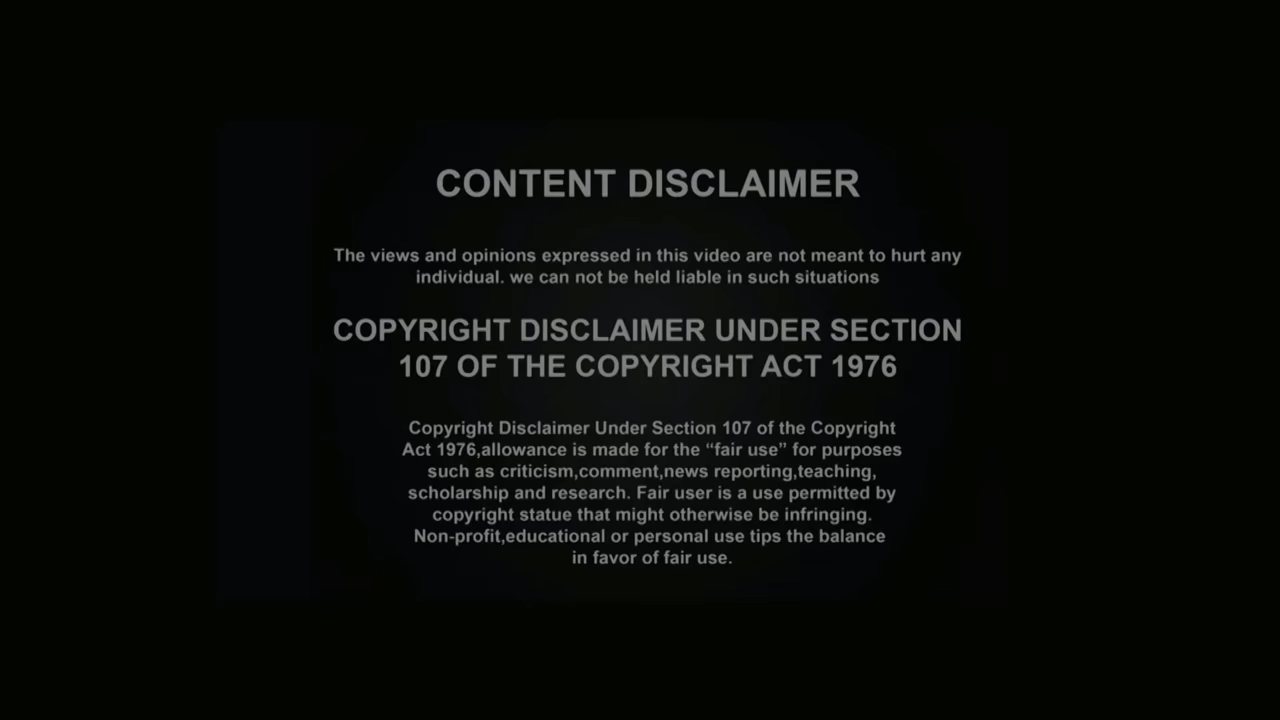 CONTENT DISCLAIMER
The views and opinions expressed in this video are not meant to hurt any
individual. we can not be held liable in such situations
COPYRIGHT DISCLAIMER UNDER SECTION
107 OF THE COPYRIGHT ACT 1976
Copyright Disclaimer Under Section 107 of the Copyright
Act 1976,allowance is made for the “fair use” for purposes
such as criticism,comment,news reporting,teaching,
scholarship and research. Fair user is a use permitted by
copyright statue that might otherwise be infringing.
Non-profit,educational or personal use tips the balance
in favor of fair use.